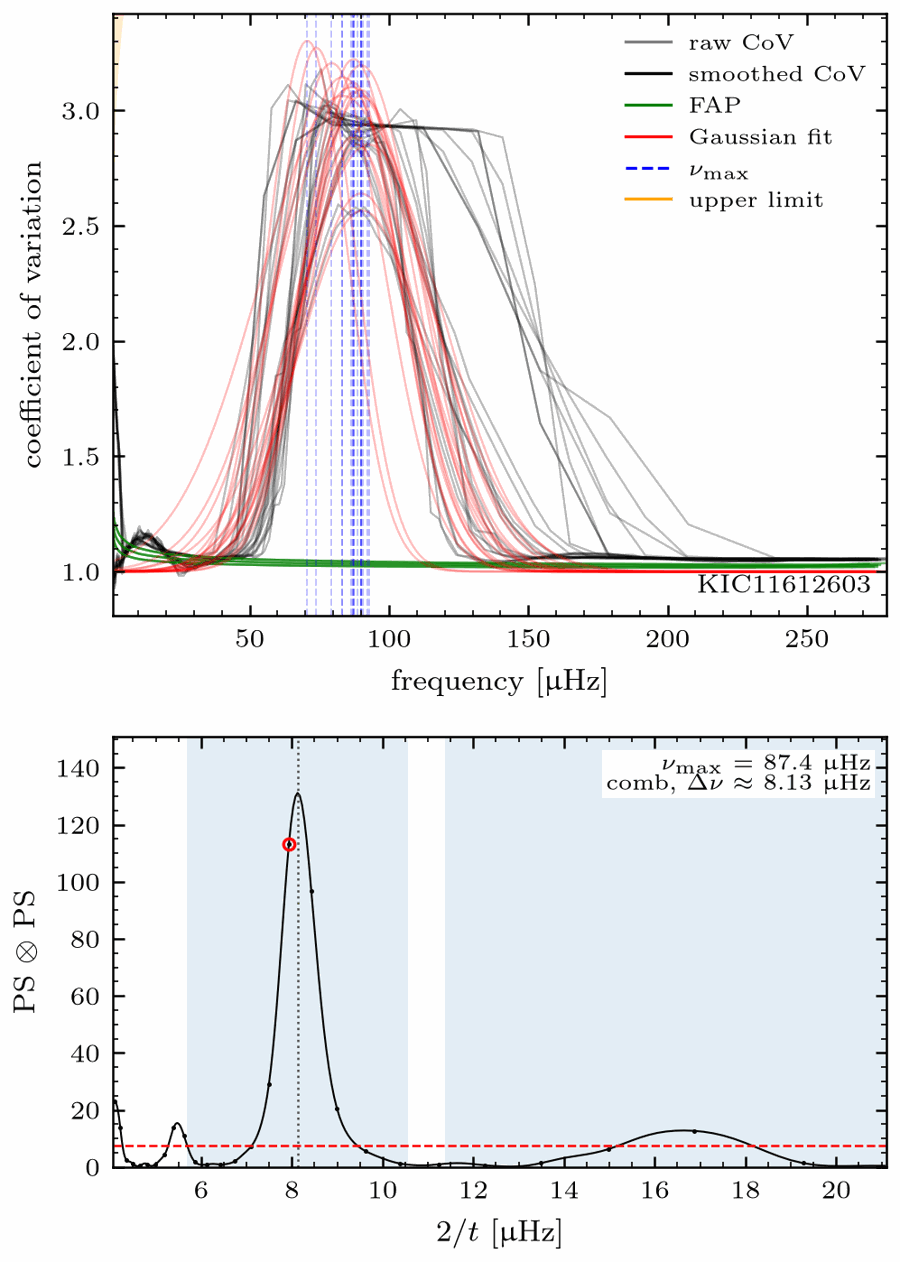 coefficient of variation
3.0
2.5
2.0
1.5
1.0
raw CoV
smoothed CoV
FAP
Gaussian fit
ν_max
upper limit
KIC11612603
50 100 150 200 250
frequency [μHz]
PS ⊗ PS
140
120
100
80
60
40
20
0
ν_max = 87.4 μHz
comb, Δν ≈ 8.13 μHz
6 8 10 12 14 16 18 20
2/t [μHz]